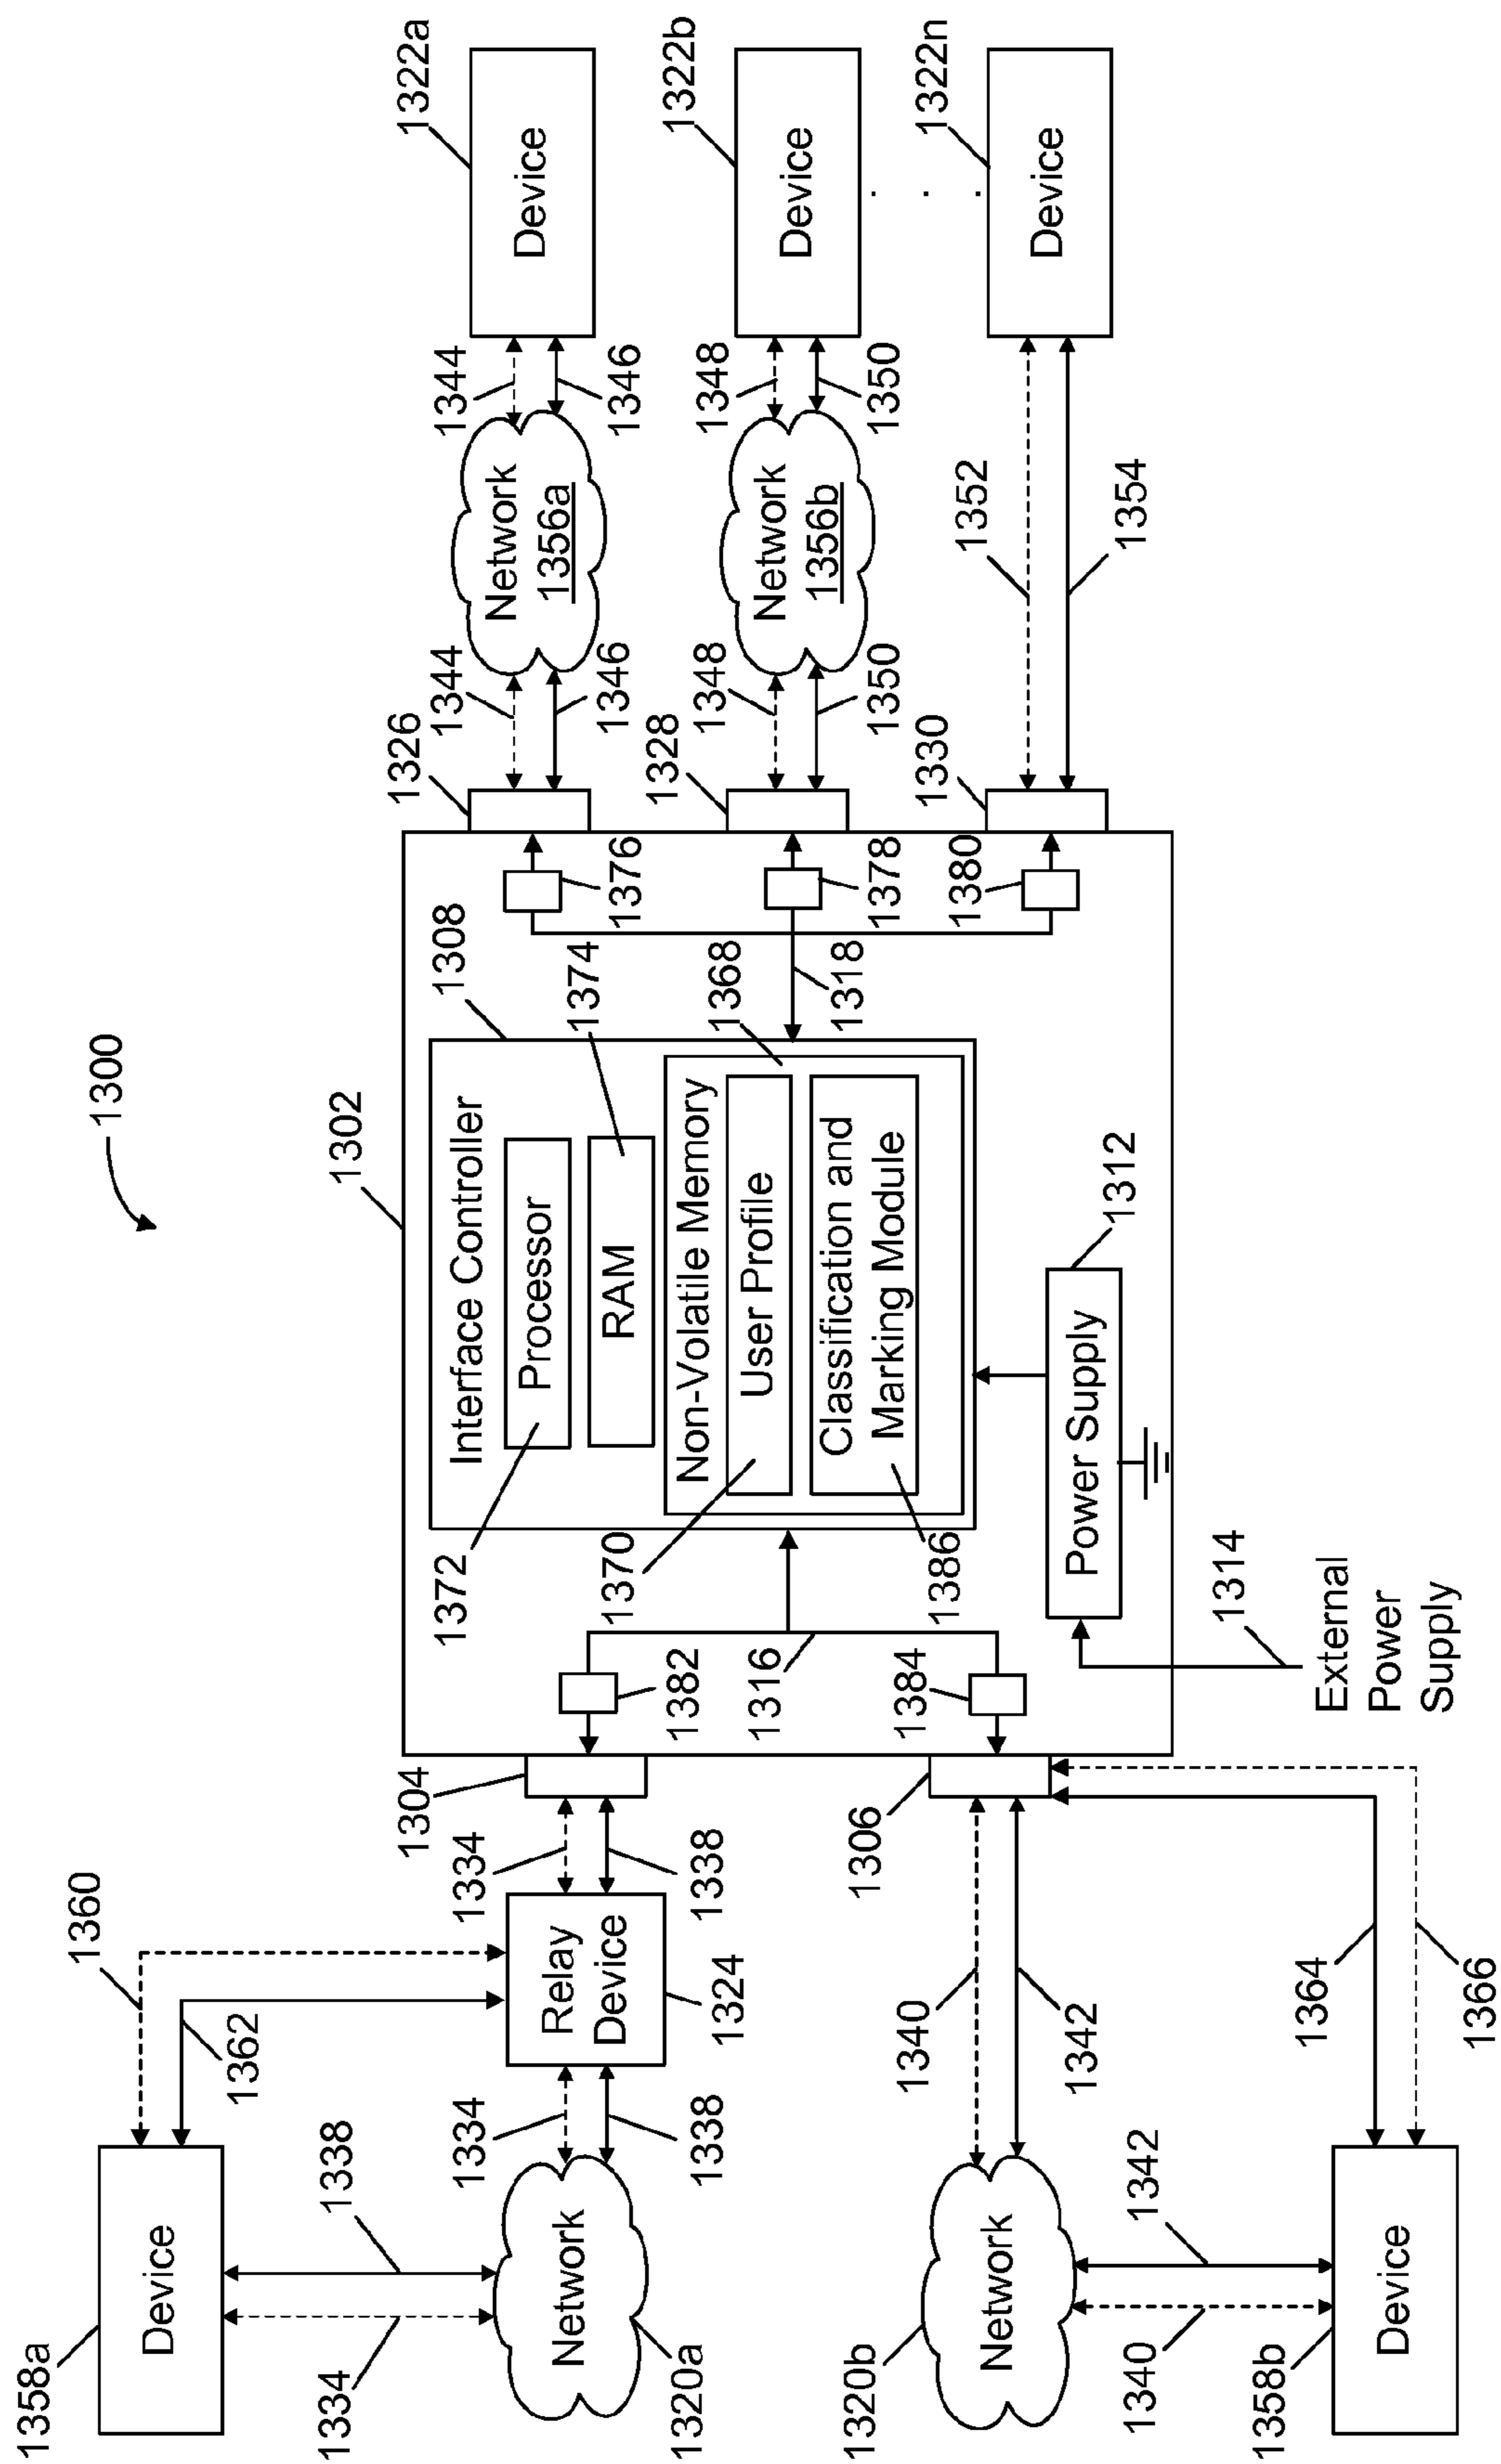 1300
1302
1308
1374
1368
1318
1326
1344
1346
1344
1346
1322a
Device
Network
1356a
1376
Interface Controller
Processor
RAM
Non-Volatile Memory
User Profile
Classification and
Marking Module
1372
1370
1386
1328
1348
1350
1348
1350
1322b
Device
Network
1356b
1378
1330
1352
1354
1322n
Device
. . .
1380
1312
Power Supply
1314
External
Power
Supply
1382
1316
1384
1304
1334
1338
1360
1362
Relay
Device
1324
1334
1338
1358a
Device
1338
1334
Network
1320a
1306
1340
1342
1364
1366
Network
1320b
1342
1340
1358b
Device